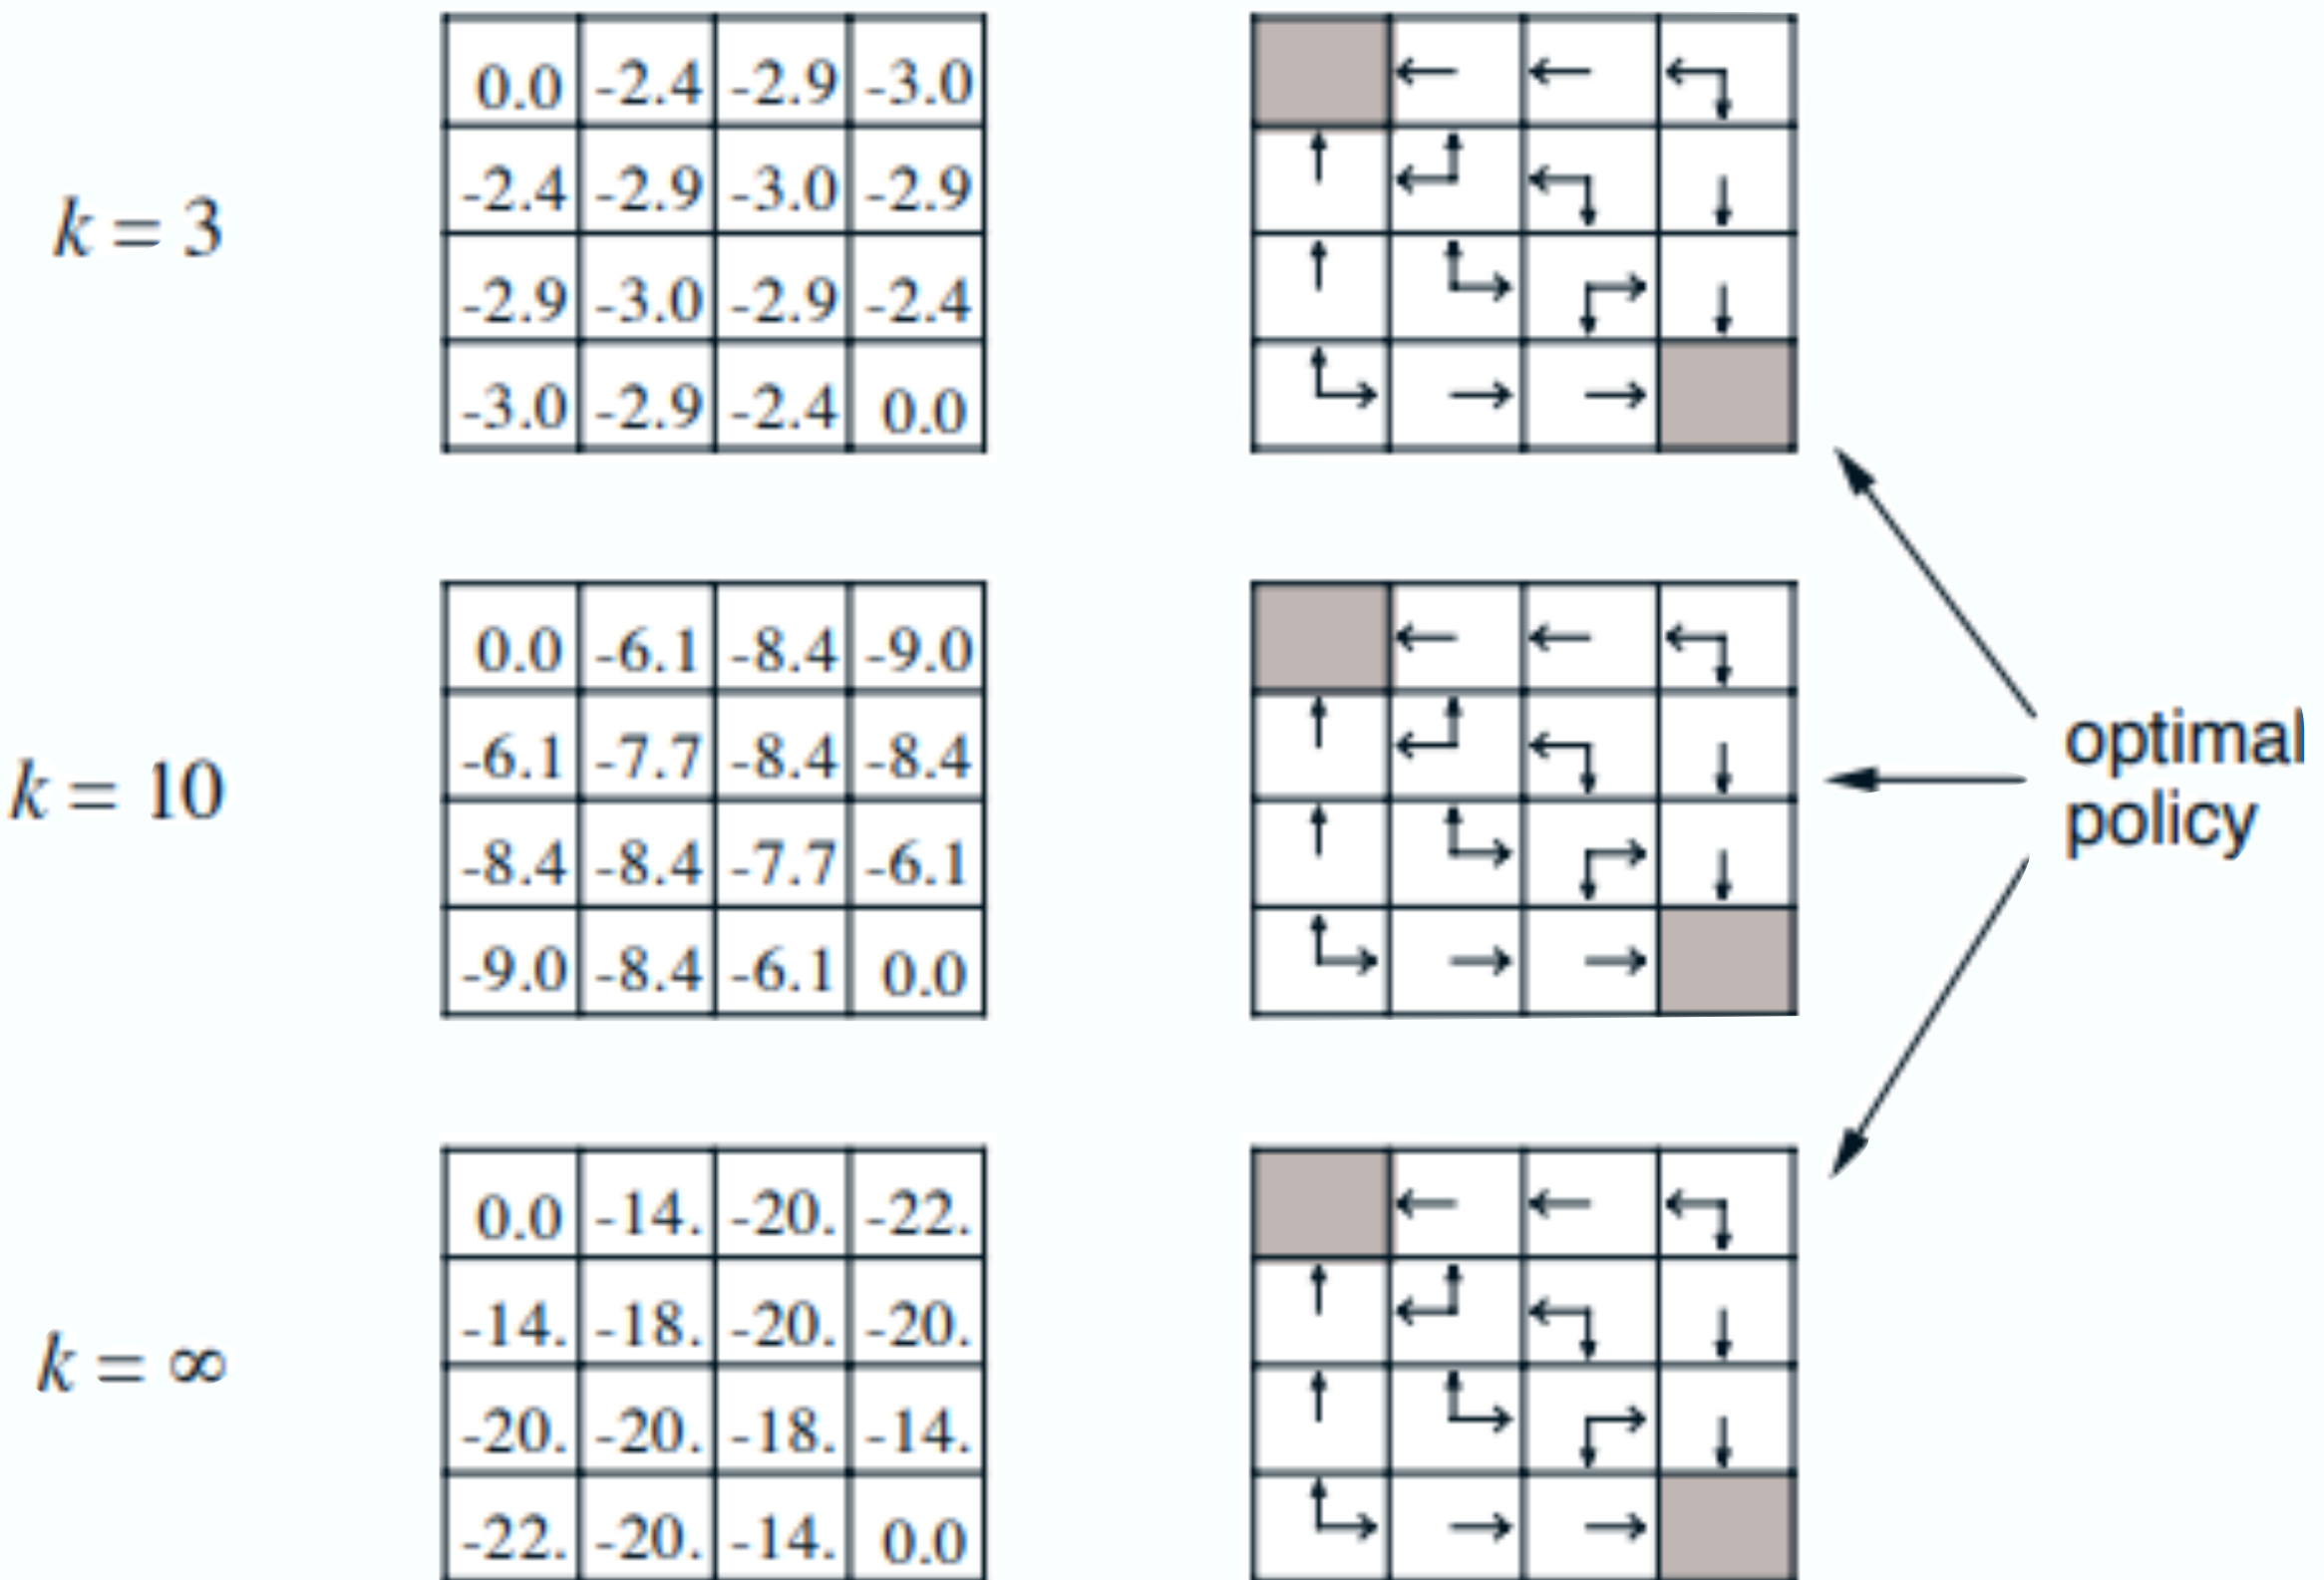 0.0 -2.4 -2.9 -3.0
-2.4 -2.9 -3.0 -2.9
k = 3
-2.9 -3.0 -2.9 -2.4
-3.0 -2.9 -2.4 0.0
0.0 -6.1 -8.4 -9.0
-6.1 -7.7 -8.4 -8.4
k = 10
-8.4 -8.4 -7.7 -6.1
-9.0 -8.4 -6.1 0.0
optimal
policy
0.0 -14. -20. -22.
-14. -18. -20. -20.
k = ∞
-20. -20. -18. -14.
-22. -20. -14. 0.0